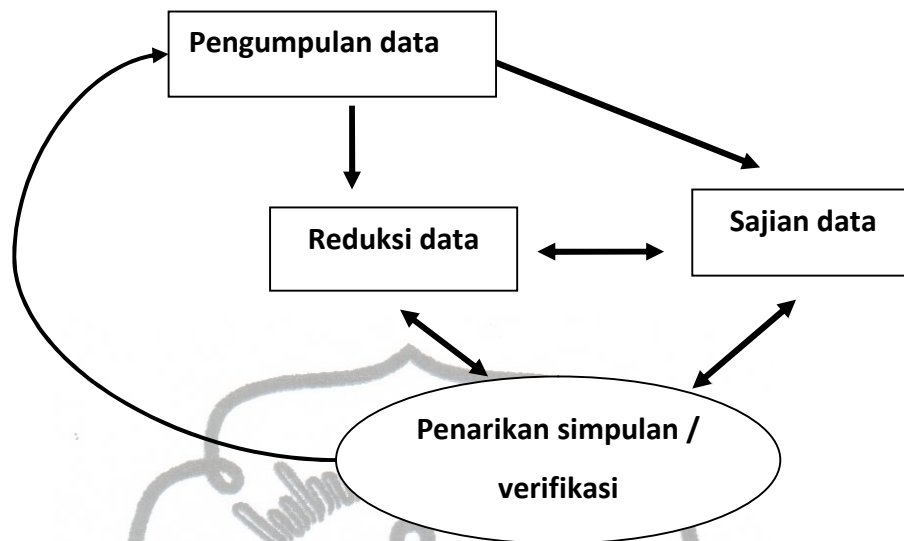 Pengumpulan data
Reduksi data
Sajian data
Penarikan simpulan /
verifikasi